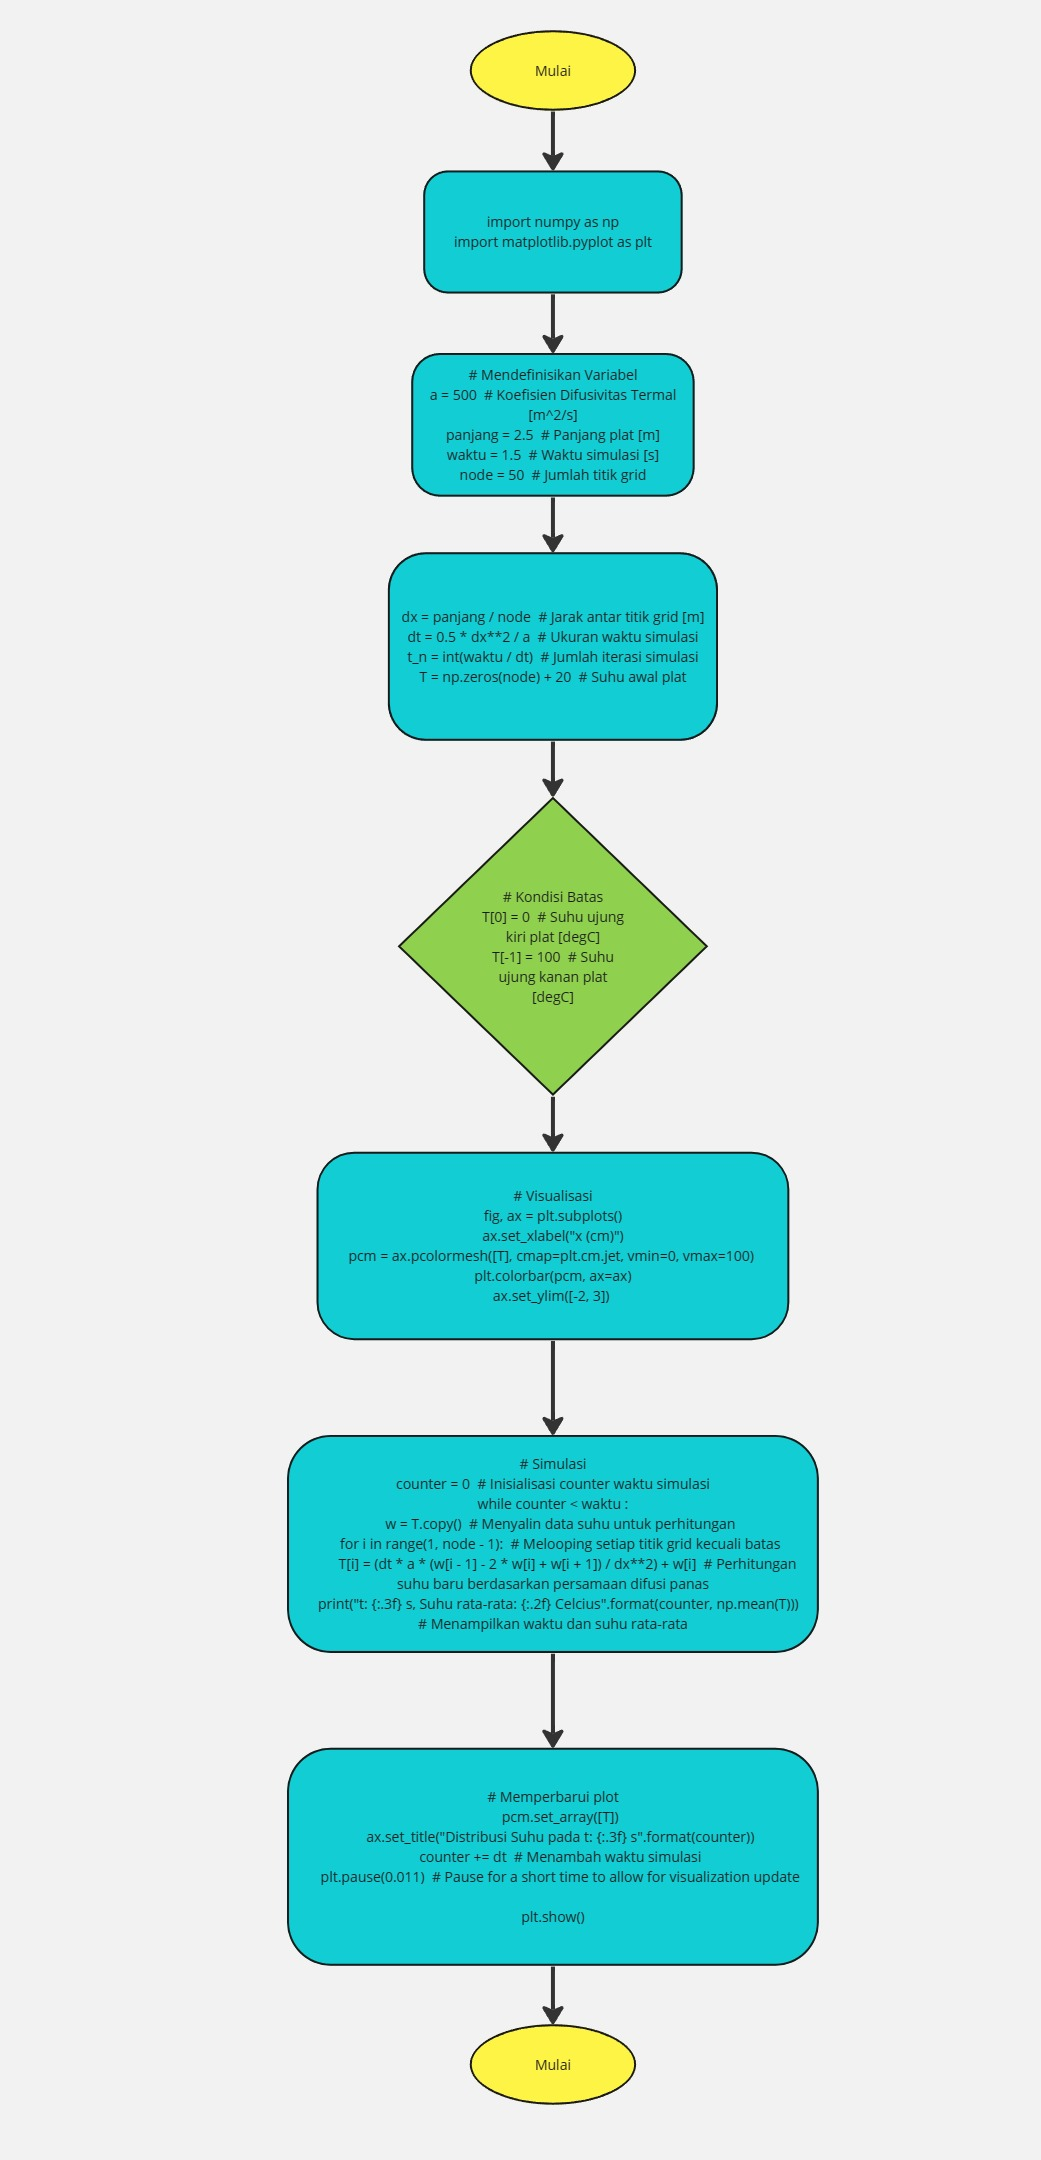 Mulai
import numpy as np
import matplotlib.pyplot as plt
# Mendefinisikan Variabel
a = 500  # Koefisien Difusivitas Termal
[m^2/s]
panjang = 2.5  # Panjang plat [m]
waktu = 1.5  # Waktu simulasi [s]
node = 50  # Jumlah titik grid
dx = panjang / node  # Jarak antar titik grid [m]
dt = 0.5 * dx**2 / a  # Ukuran waktu simulasi
t_n = int(waktu / dt)  # Jumlah iterasi simulasi
T = np.zeros(node) + 20  # Suhu awal plat
# Kondisi Batas
T[0] = 0  # Suhu ujung
kiri plat [degC]
T[-1] = 100  # Suhu
ujung kanan plat
[degC]
# Visualisasi
fig, ax = plt.subplots()
ax.set_xlabel("x (cm)")
pcm = ax.pcolormesh([T], cmap=plt.cm.jet, vmin=0, vmax=100)
plt.colorbar(pcm, ax=ax)
ax.set_ylim([-2, 3])
# Simulasi
counter = 0  # Inisialisasi counter waktu simulasi
while counter < waktu :
w = T.copy()  # Menyalin data suhu untuk perhitungan
for i in range(1, node - 1):  # Melooping setiap titik grid kecuali batas
T[i] = (dt * a * (w[i - 1] - 2 * w[i] + w[i + 1]) / dx**2) + w[i]  # Perhitungan
suhu baru berdasarkan persamaan difusi panas
print("t: {:.3f} s, Suhu rata-rata: {:.2f} Celcius".format(counter, np.mean(T)))
# Menampilkan waktu dan suhu rata-rata
# Memperbarui plot
pcm.set_array([T])
ax.set_title("Distribusi Suhu pada t: {:.3f} s".format(counter))
counter += dt  # Menambah waktu simulasi
plt.pause(0.011)  # Pause for a short time to allow for visualization update
plt.show()
Mulai